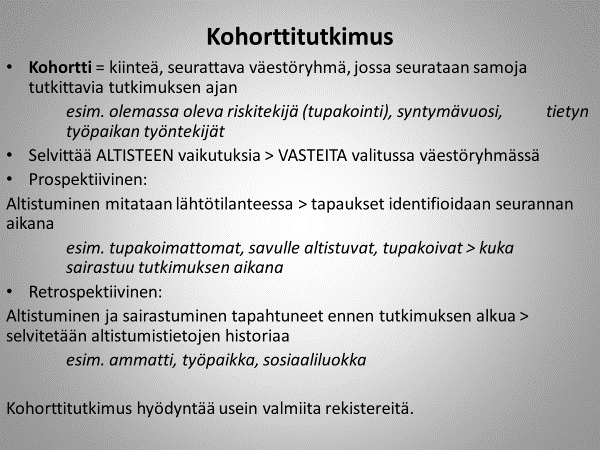 Kohorttitutkimus
• Kohortti = kiinteä, seurattava väestöryhmä, jossa seurataan samoja
tutkittavia tutkimuksen ajan
esim. olemassa oleva riskitekijä (tupakointi), syntymävuosi, tietyn
työpaikan työntekijät
• Selvittää ALTISTEEN vaikutuksia > VASTEITA valitussa väestöryhmässä
• Prospektiivinen:
Altistuminen mitataan lähtötilanteessa > tapaukset identifioidaan seurannan
aikana
esim. tupakoimattomat, savulle altistuvat, tupakoivat > kuka
sairastuu tutkimuksen aikana
• Retrospektiivinen:
Altistuminen ja sairastuminen tapahtuneet ennen tutkimuksen alkua >
selvitetään altistumistietojen historiaa
esim. ammatti, työpaikka, sosiaaliluokka
Kohorttitutkimus hyödyntää usein valmiita rekistereitä.